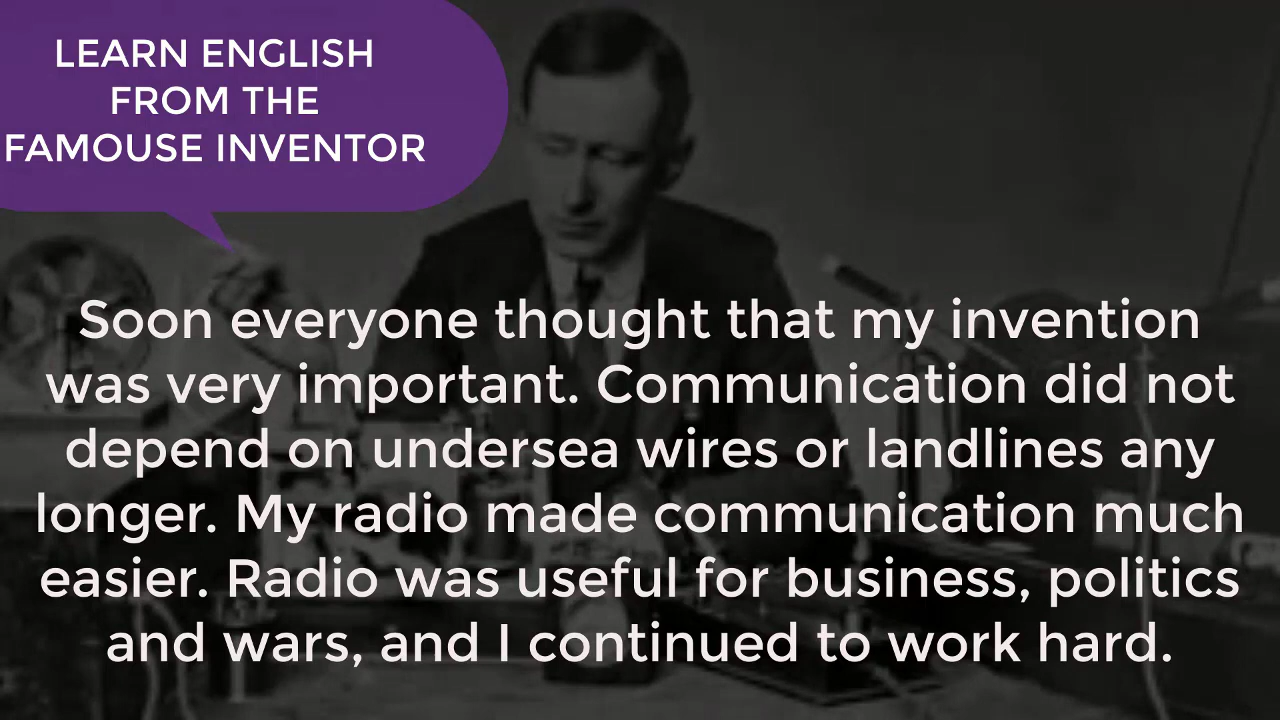 LEARN ENGLISH
FROM THE
FAMOUSE INVENTOR
Soon everyone thought that my invention
was very important. Communication did not
depend on undersea wires or landlines any
longer. My radio made communication much
easier. Radio was useful for business, politics
and wars, and I continued to work hard.